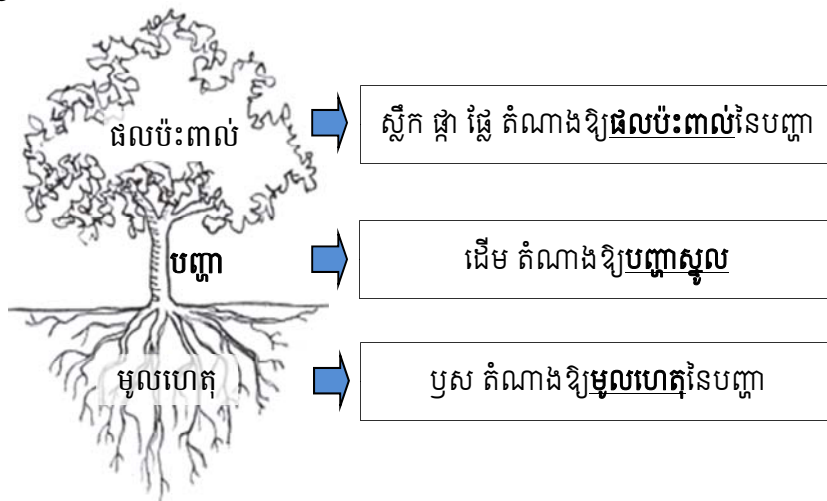 ផលប៉ះពាល់
ស្លឹក ផ្កា ផ្លែ តំណាងឱ្យផលប៉ះពាល់នៃបញ្ហា
បញ្ហា
ដើម តំណាងឱ្យបញ្ហាស្នូល
មូលហេតុ
ឫស តំណាងឱ្យមូលហេតុនៃបញ្ហា